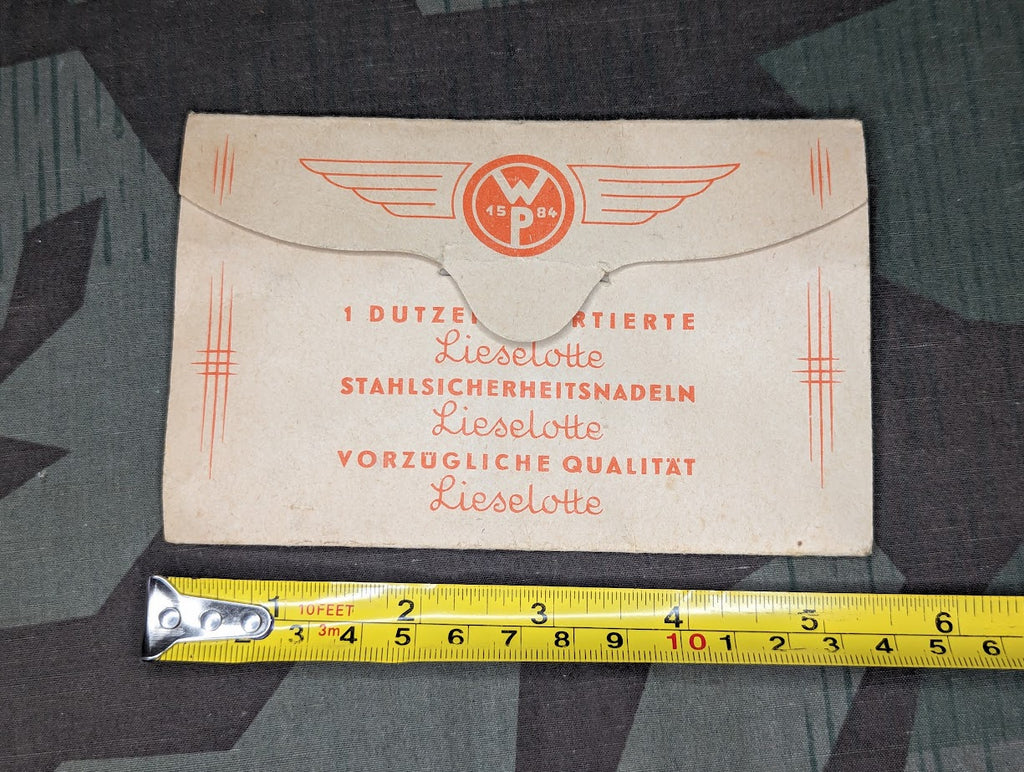 W
15 84
P
1 DUTZE RTIERTE
Lieselotte
STAHLSICHERHEITSNADELN
Lieselotte
VORZÜGLICHE QUALITÄT
Lieselotte
1 10FEET 2 3 4 5 6
3 3m 4 5 6 7 8 9 10 1 2 3 4 5 6